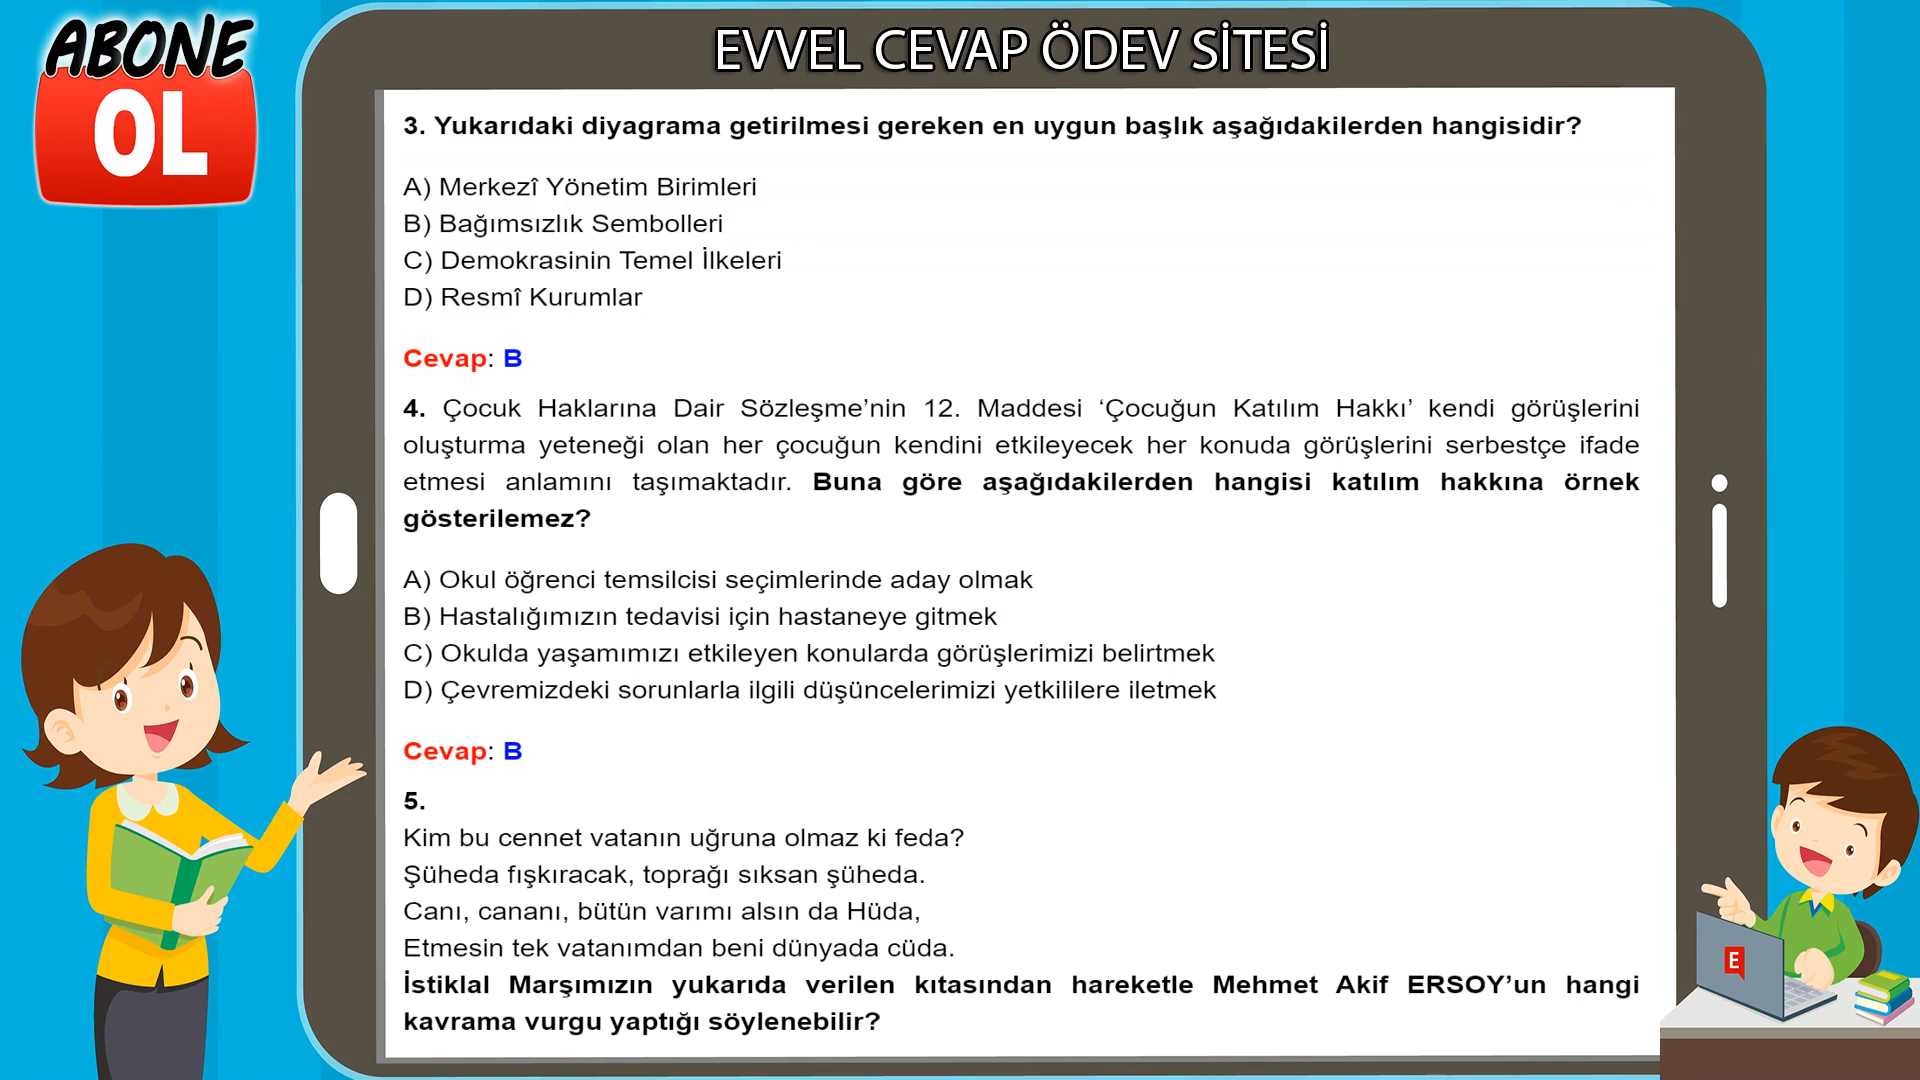 ABONE
OL
EVVEL CEVAP ÖDEV SİTESİ
3. Yukarıdaki diyagrama getirilmesi gereken en uygun başlık aşağıdakilerden hangisidir?
A) Merkezî Yönetim Birimleri
B) Bağımsızlık Sembolleri
C) Demokrasinin Temel İlkeleri
D) Resmî Kurumlar
Cevap: B
4. Çocuk Haklarına Dair Sözleşme’nin 12. Maddesi ‘Çocuğun Katılım Hakkı’ kendi görüşlerini
oluşturma yeteneği olan her çocuğun kendini etkileyecek her konuda görüşlerini serbestçe ifade
etmesi anlamını taşımaktadır. Buna göre aşağıdakilerden hangisi katılım hakkına örnek
gösterilemez?
A) Okul öğrenci temsilcisi seçimlerinde aday olmak
B) Hastalığımızın tedavisi için hastaneye gitmek
C) Okulda yaşamımızı etkileyen konularda görüşlerimizi belirtmek
D) Çevremizdeki sorunlarla ilgili düşüncelerimizi yetkililere iletmek
Cevap: B
5.
Kim bu cennet vatanın uğruna olmaz ki feda?
Şüheda fışkıracak, toprağı sıksan şüheda.
Canı, cananı, bütün varımı alsın da Hüda,
Etmesin tek vatanımdan beni dünyada cüda.
İstiklal Marşımızın yukarıda verilen kıtasından hareketle Mehmet Akif ERSOY’un hangi
kavrama vurgu yaptığı söylenebilir?
E